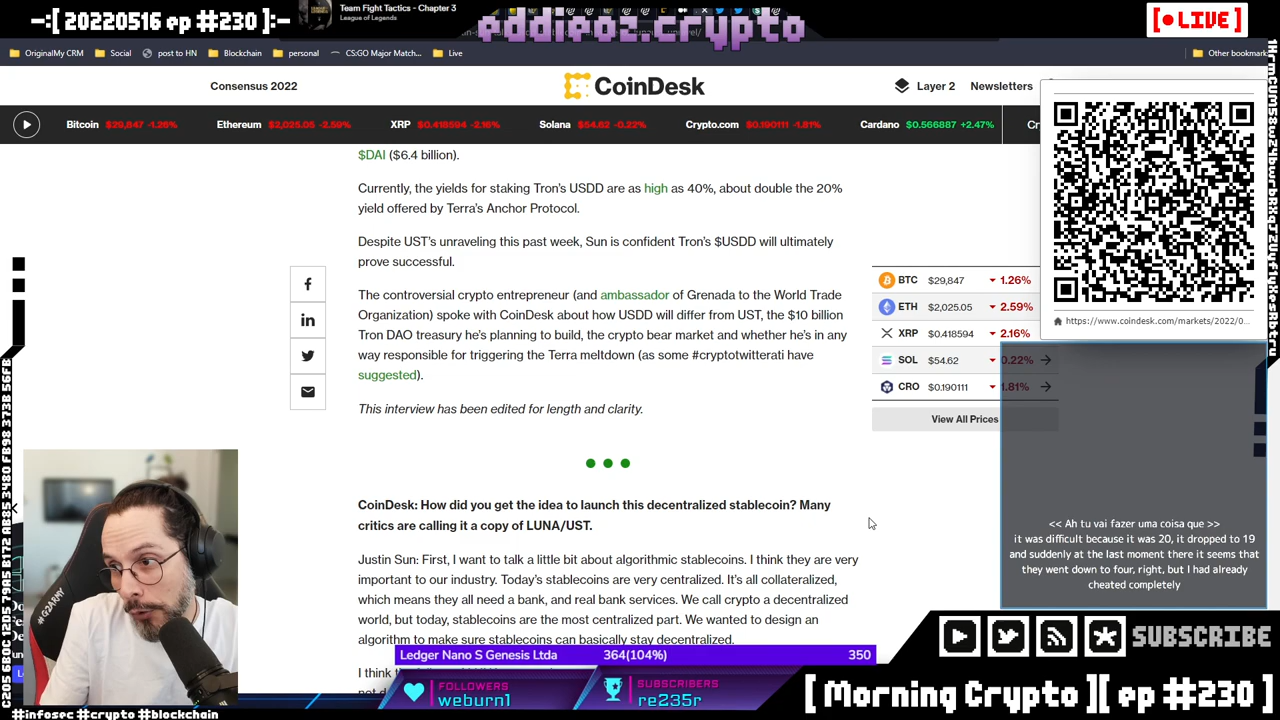 -:[ 20220516 ep #230 ]:-
Team Fight Tactics - Chapter 3
League of Legends
eddieoz.crypto
[ ● LIVE ]
OriginalMy CRM
Social
post to HN
Blockchain
personal
CS:GO Major Match...
Live
Other bookmark
Consensus 2022
CoinDesk
Layer 2
Newsletters
Bitcoin $29,847 -1.26%
Ethereum $2,025.05 -2.59%
XRP $0.418594 -2.16%
Solana $54.62 -0.22%
Crypto.com $0.190111 -1.81%
Cardano $0.566887 +2.47%
Cr
$DAI ($6.4 billion).
Currently, the yields for staking Tron's USDD are as high as 40%, about double the 20%
yield offered by Terra's Anchor Protocol.
Despite UST's unraveling this past week, Sun is confident Tron's $USDD will ultimately
prove successful.
The controversial crypto entrepreneur (and ambassador of Grenada to the World Trade
Organization) spoke with CoinDesk about how USDD will differ from UST, the $10 billion
Tron DAO treasury he's planning to build, the crypto bear market and whether he's in any
way responsible for triggering the Terra meltdown (as some #cryptotwitterati have
suggested).
This interview has been edited for length and clarity.
CoinDesk: How did you get the idea to launch this decentralized stablecoin? Many
critics are calling it a copy of LUNA/UST.
Justin Sun: First, I want to talk a little bit about algorithmic stablecoins. I think they are very
important to our industry. Today's stablecoins are very centralized. It's all collateralized,
which means they all need a bank, and real bank services. We call crypto a decentralized
world, but today, stablecoins are the most centralized part. We wanted to design an
algorithm to make sure stablecoins can basically stay decentralized.
I think
BTC $29,847 1.26%
ETH $2,025.05 2.59%
XRP $0.418594 2.16%
SOL $54.62 0.22%
CRO $0.190111 1.81%
View All Prices
https://www.coindesk.com/markets/2022/0...
<< Ah tu vai fazer uma coisa que >>
it was difficult because it was 20, it dropped to 19
and suddenly at the last moment there it seems that
they went down to four, right, but I had already
cheated completely
Ledger Nano S Genesis Ltda 364(104%) 350
FOLLOWERS
weburn1
SUBSCRIBERS
re235r
SUBSCRIBE
[ Morning Crypto ][ ep #230 ]
#infosec #crypto #blockchain